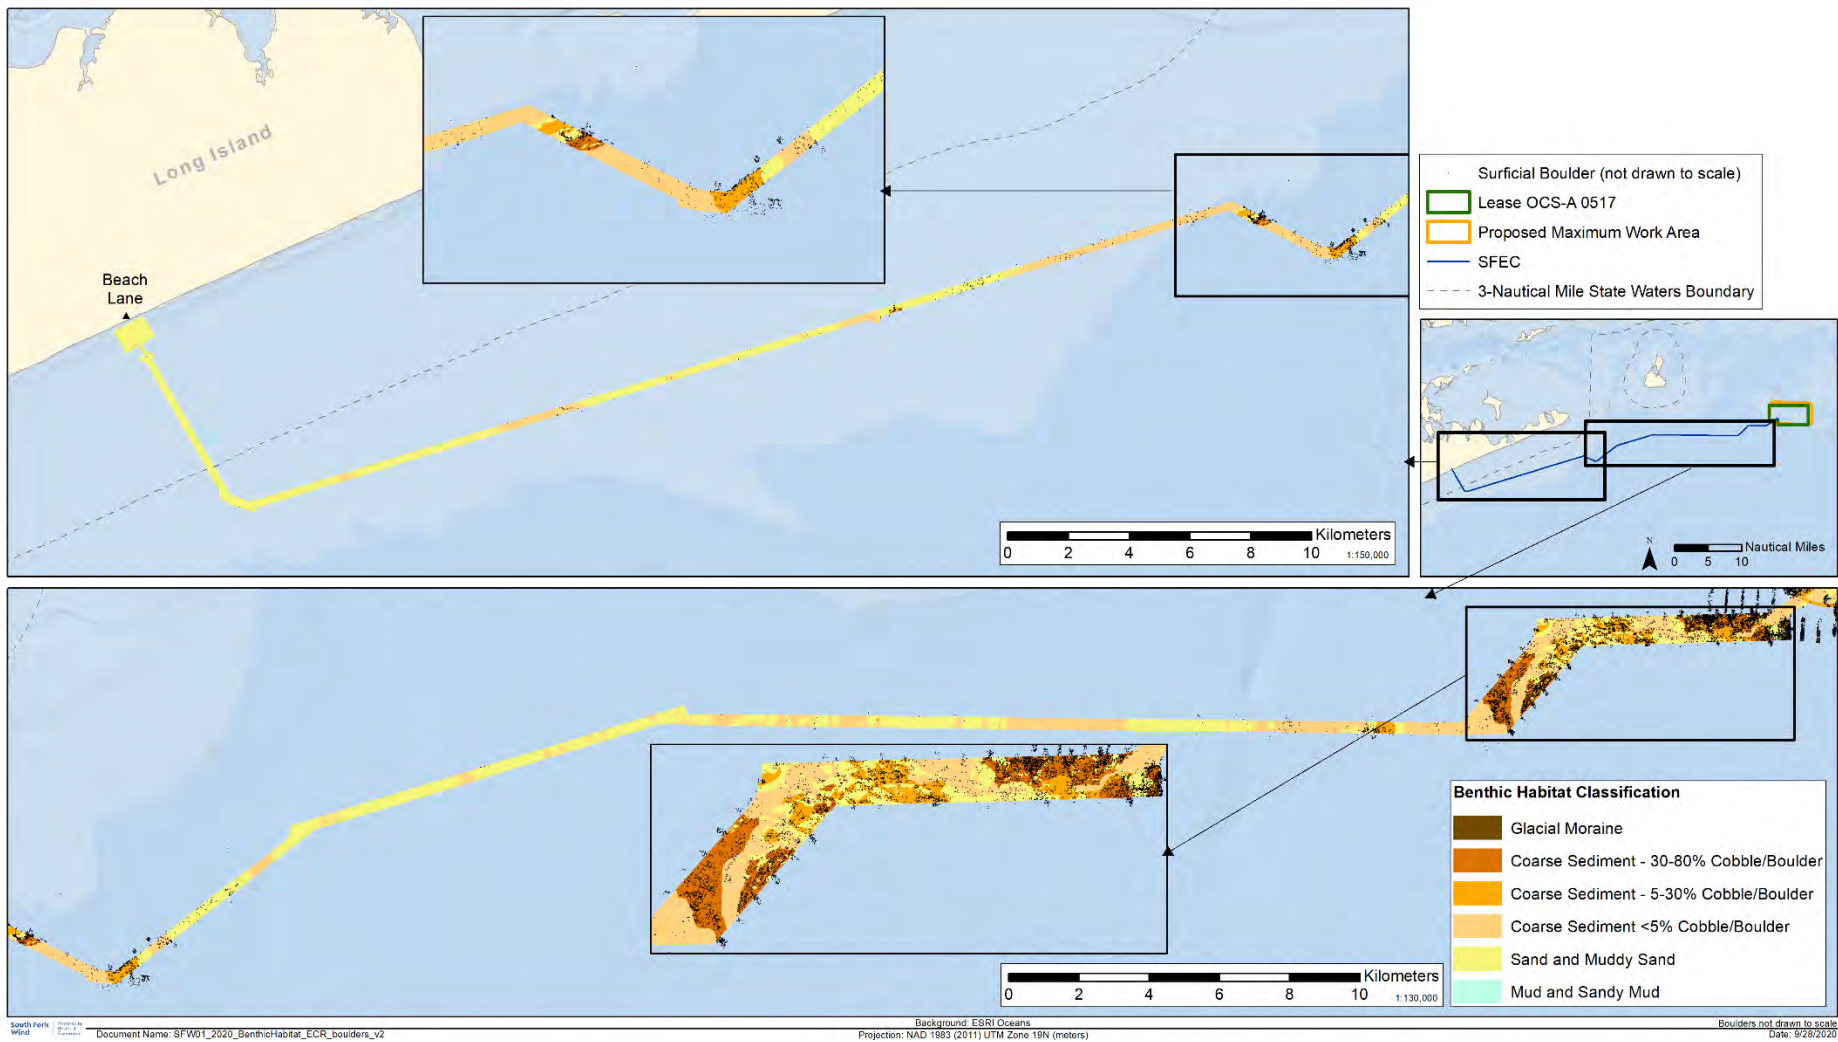 Long Island
Beach
Lane
Kilometers
0 2 4 6 8 10
1:150,000
Surficial Boulder (not drawn to scale)
Lease OCS-A 0517
Proposed Maximum Work Area
SFEC
3-Nautical Mile State Waters Boundary
N
Nautical Miles
0 5 10
Kilometers
0 2 4 6 8 10
1:130,000
Benthic Habitat Classification
Glacial Moraine
Coarse Sediment - 30-80% Cobble/Boulder
Coarse Sediment - 5-30% Cobble/Boulder
Coarse Sediment <5% Cobble/Boulder
Sand and Muddy Sand
Mud and Sandy Mud
South Fork
Wind
Powered by
Document Name: SFW01_2020_BenthicHabitat_ECR_boulders_v2
Background: ESRI Oceans
Projection: NAD 1983 (2011) UTM Zone 19N (meters)
Boulders not drawn to scale
Date: 9/28/2020